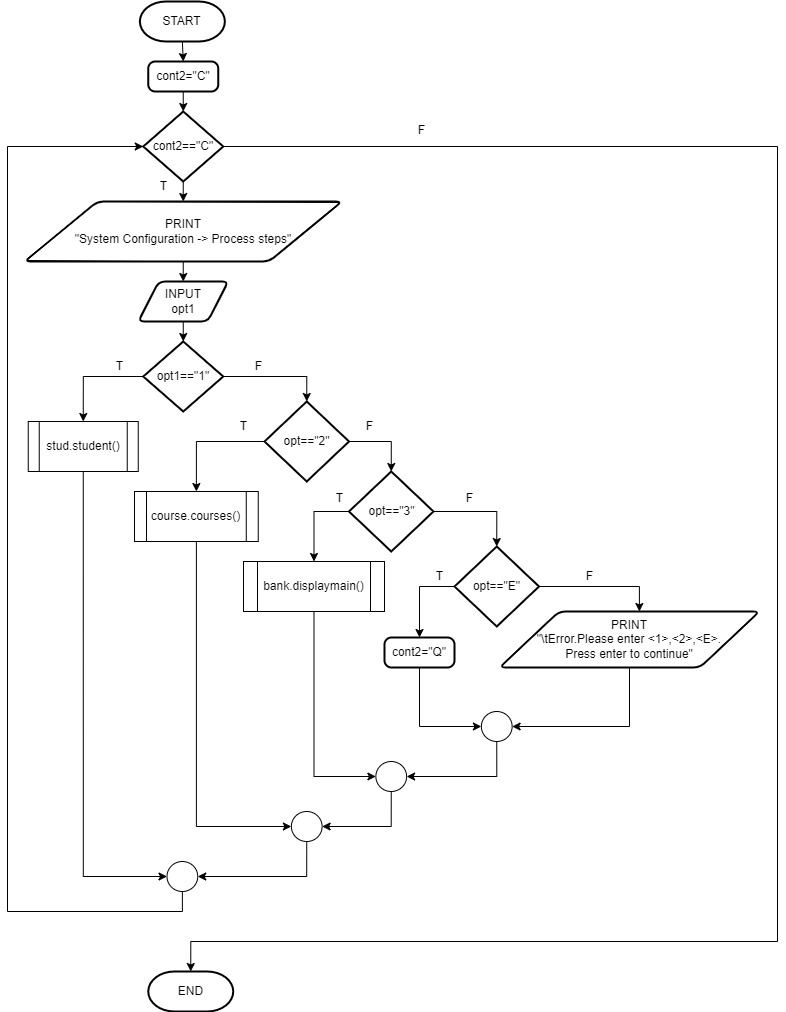 START
cont2="C"
F
cont2=="C"
T
PRINT
"System Configuration -> Process steps"
INPUT
opt1
T
F
opt1=="1"
T
F
stud.student()
opt=="2"
T
F
course.courses()
opt=="3"
T
F
bank.displaymain()
opt=="E"
PRINT
"\tError.Please enter <1>,<2>,<E>.
Press enter to continue"
cont2="Q"
END